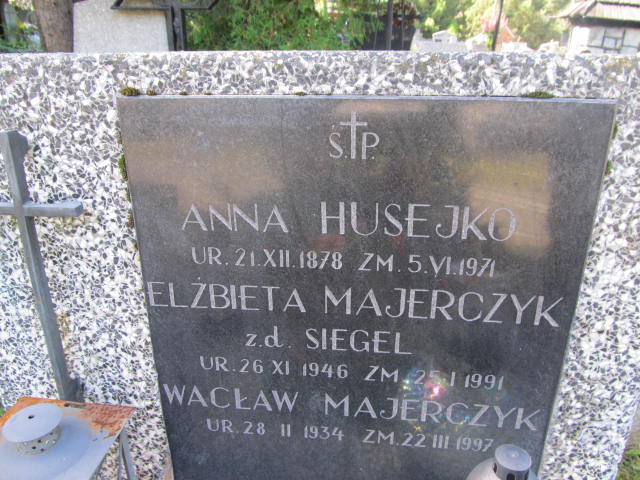 Ś.P.
ANNA HUSEJKO
UR. 21.XII.1878 ZM. 5.VI.1971
ELŻBIETA MAJERCZYK
z.d. SIEGEL
UR. 26 XI 1946 ZM. 25 I 1991
WACŁAW MAJERCZYK
UR. 28 II 1934 ZM. 22 III 1997